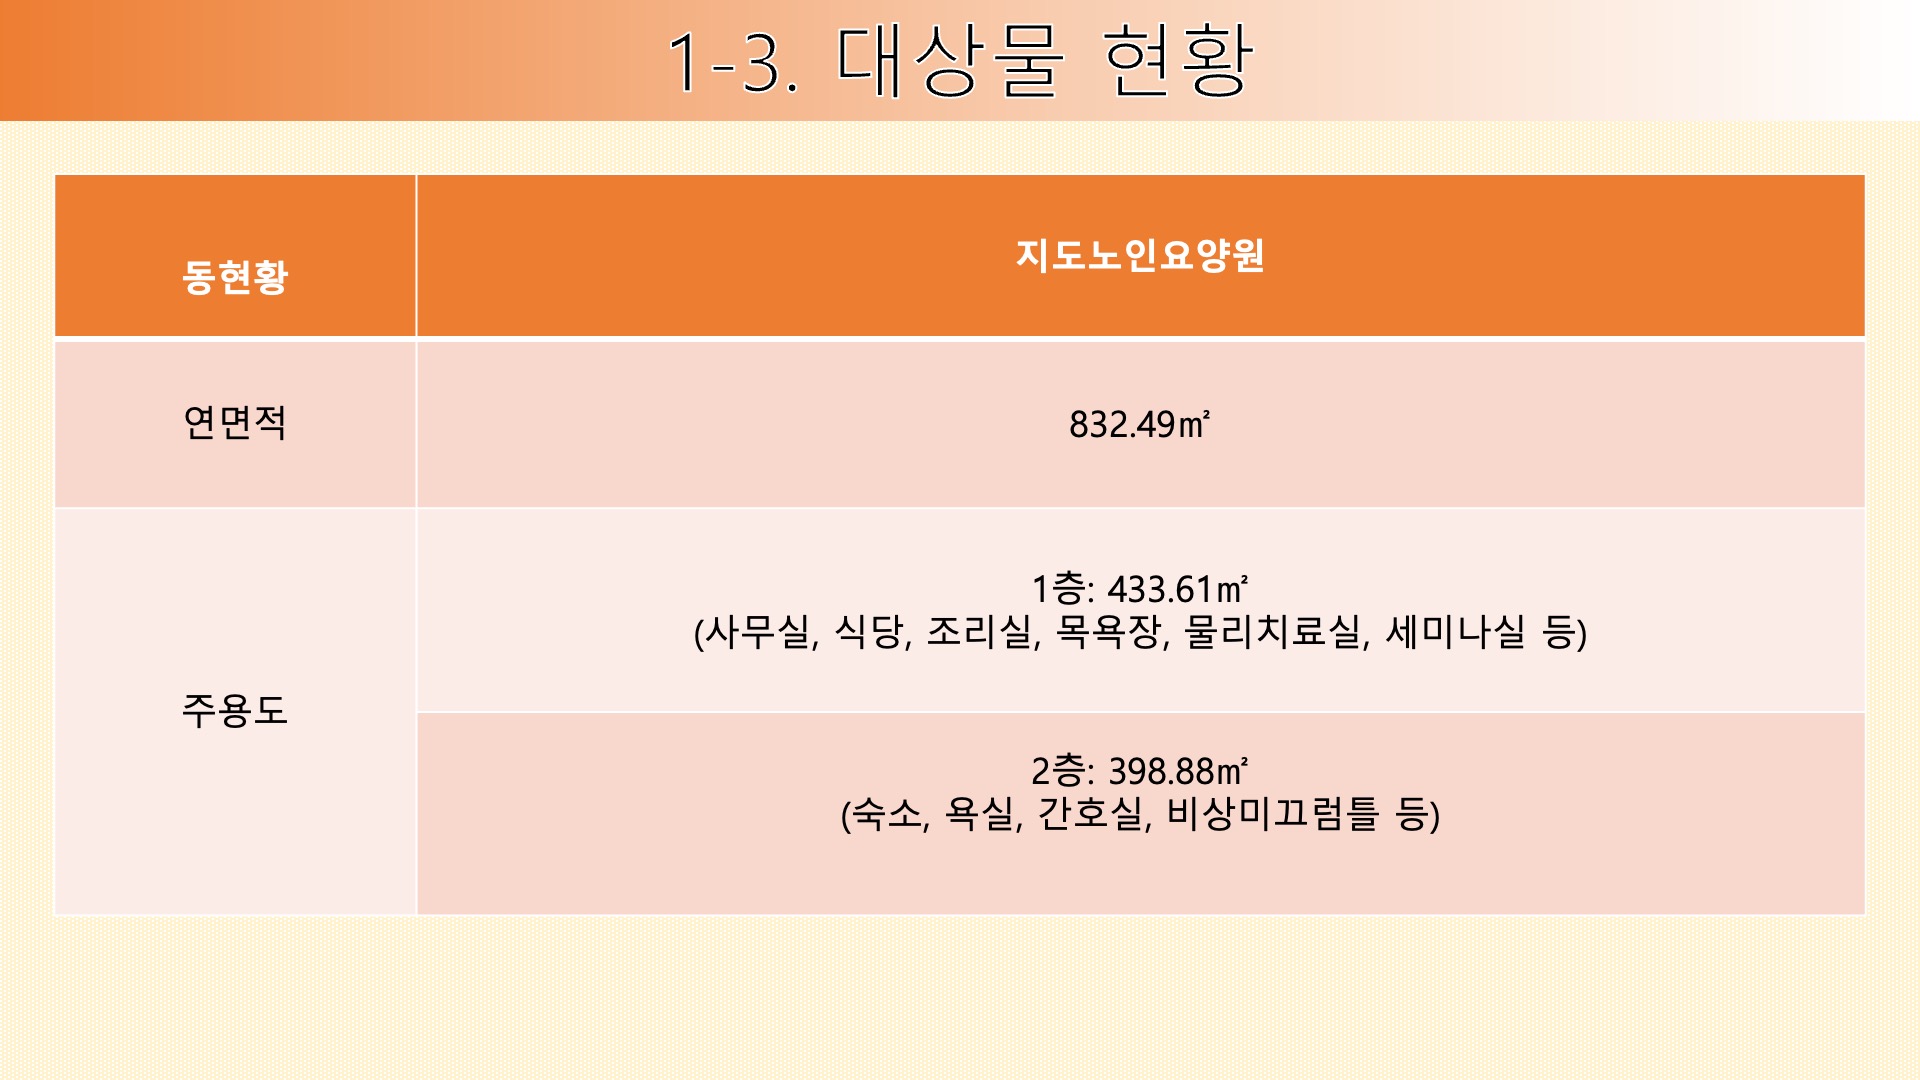 1-3. 대상물 현황
동현황
지도노인요양원
연면적
832.49㎡
주용도
1층: 433.61㎡
(사무실, 식당, 조리실, 목욕장, 물리치료실, 세미나실 등)
2층: 398.88㎡
(숙소, 욕실, 간호실, 비상미끄럼틀 등)